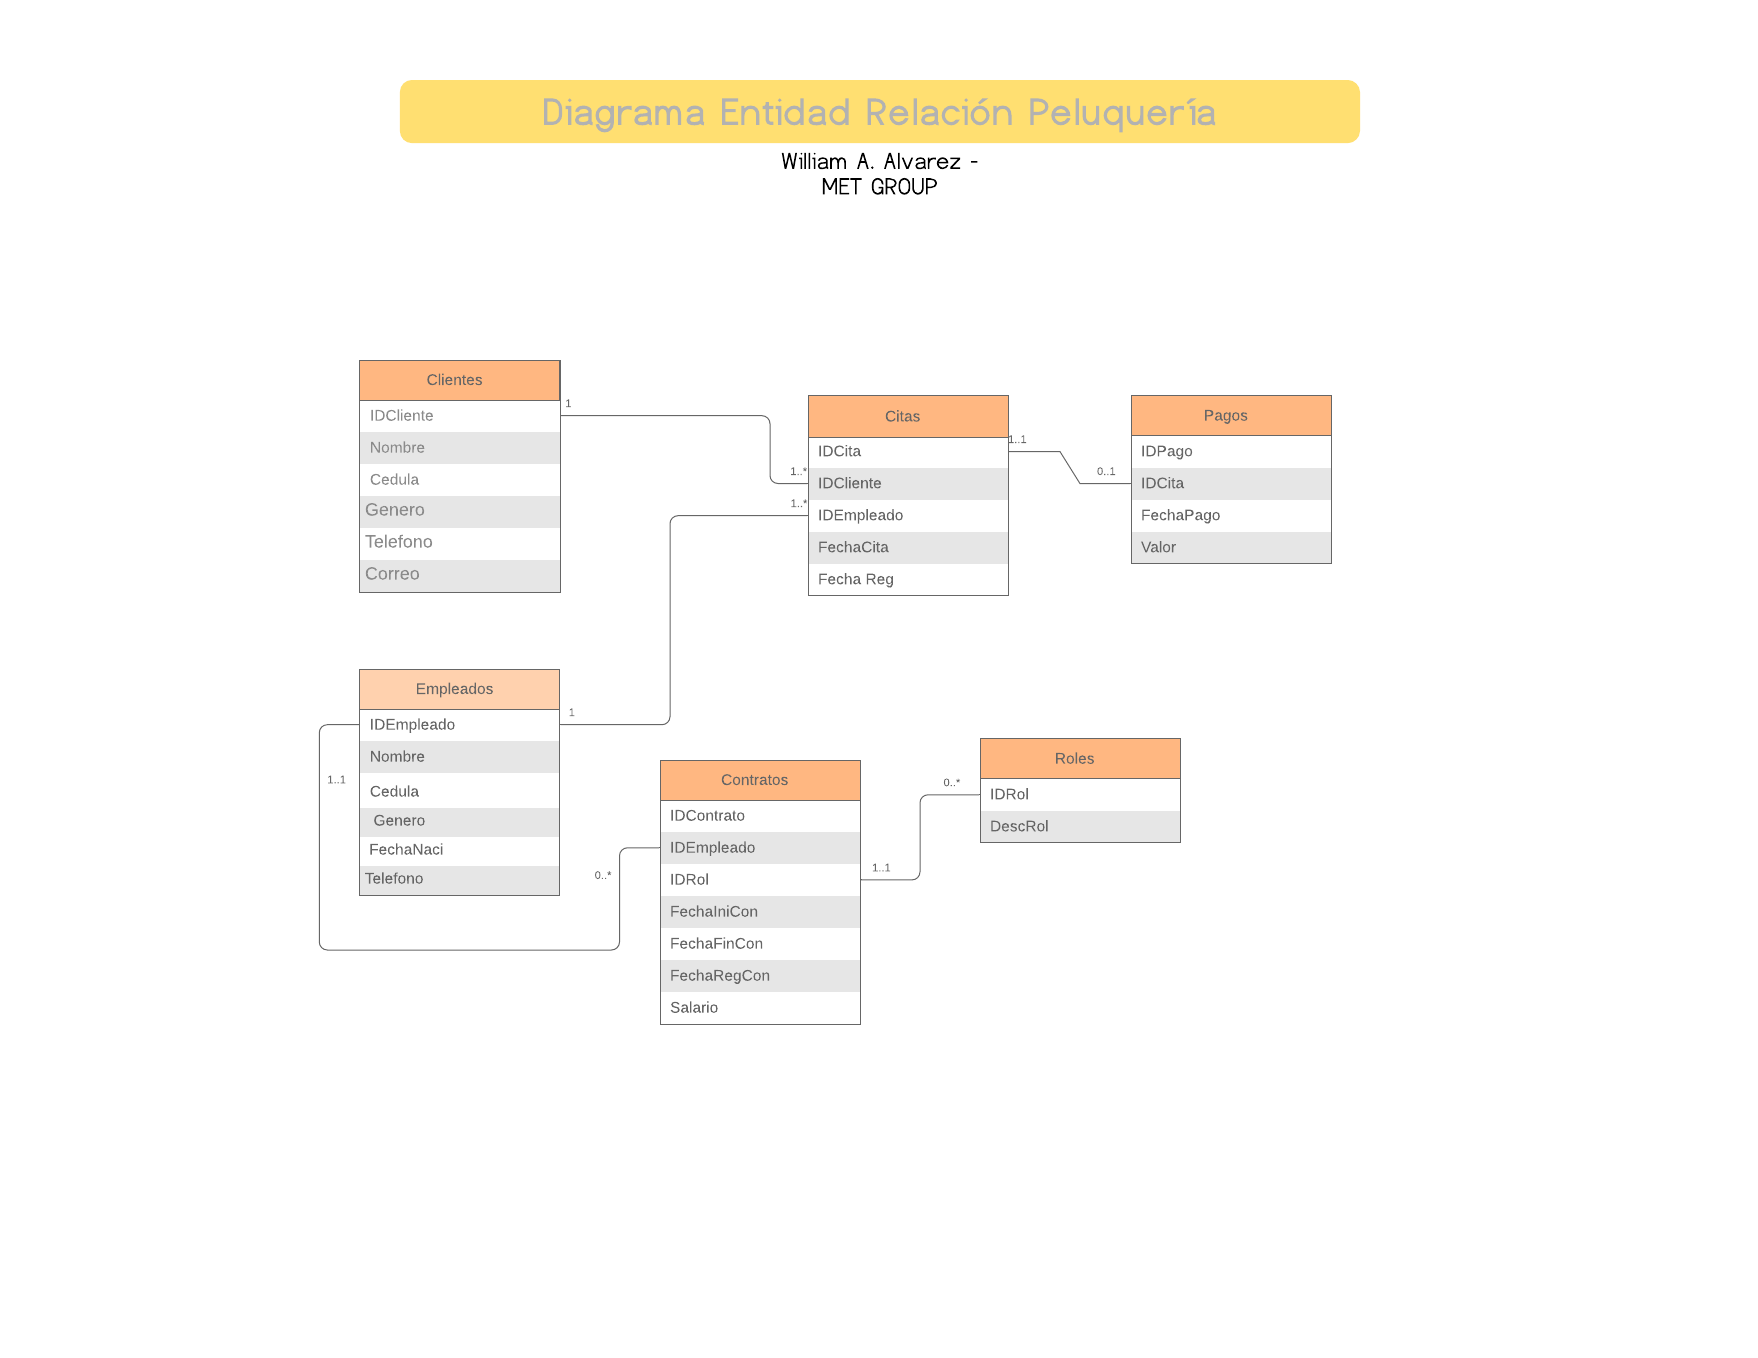 Diagrama Entidad Relación Peluquería
William A. Alvarez -
MET GROUP
Clientes
IDCliente
Nombre
Cedula
Genero
Telefono
Correo
1
1..*
Citas
IDCita
IDCliente
IDEmpleado
FechaCita
Fecha Reg
1..*
1..1
0..1
Pagos
IDPago
IDCita
FechaPago
Valor
Empleados
IDEmpleado
Nombre
Cedula
Genero
FechaNaci
Telefono
1
1..1
0..*
Contratos
IDContrato
IDEmpleado
IDRol
FechaIniCon
FechaFinCon
FechaRegCon
Salario
1..1
0..*
Roles
IDRol
DescRol